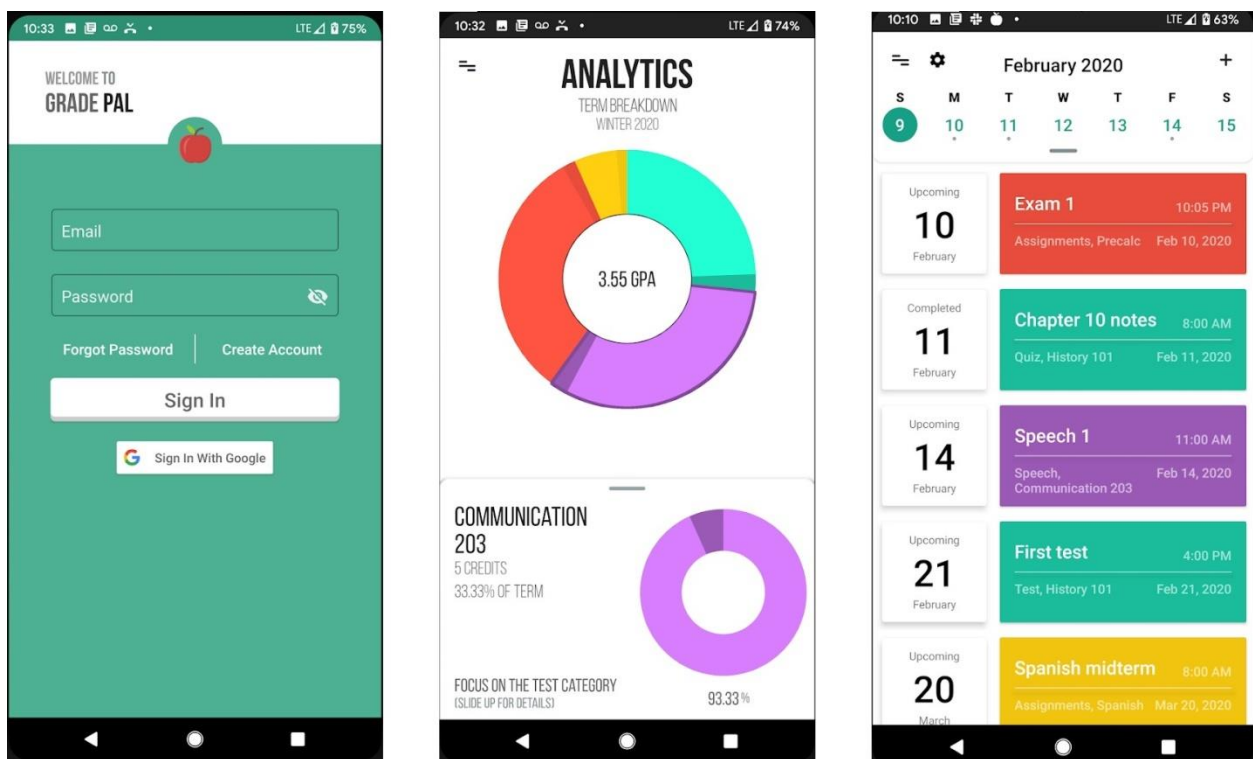 10:33 LTE 75%
WELCOME TO
GRADE PAL
Email
Password
Forgot Password Create Account
Sign In
G Sign In With Google
10:32 LTE 74%
ANALYTICS
TERM BREAKDOWN
WINTER 2020
3.55 GPA
COMMUNICATION
203
5 CREDITS
33.33% OF TERM
FOCUS ON THE TEST CATEGORY
(SLIDE UP FOR DETAILS)
93.33 %
10:10 LTE 63%
February 2020 +
S M T W T F S
9 10 11 12 13 14 15
Upcoming
10
February
Exam 1 10:05 PM
Assignments, Precalc Feb 10, 2020
Completed
11
February
Chapter 10 notes 8:00 AM
Quiz, History 101 Feb 11, 2020
Upcoming
14
February
Speech 1 11:00 AM
Speech, Feb 14, 2020
Communication 203
Upcoming
21
February
First test 4:00 PM
Test, History 101 Feb 21, 2020
Upcoming
20
March
Spanish midterm 8:00 AM
Assignments, Spanish Mar 20, 2020